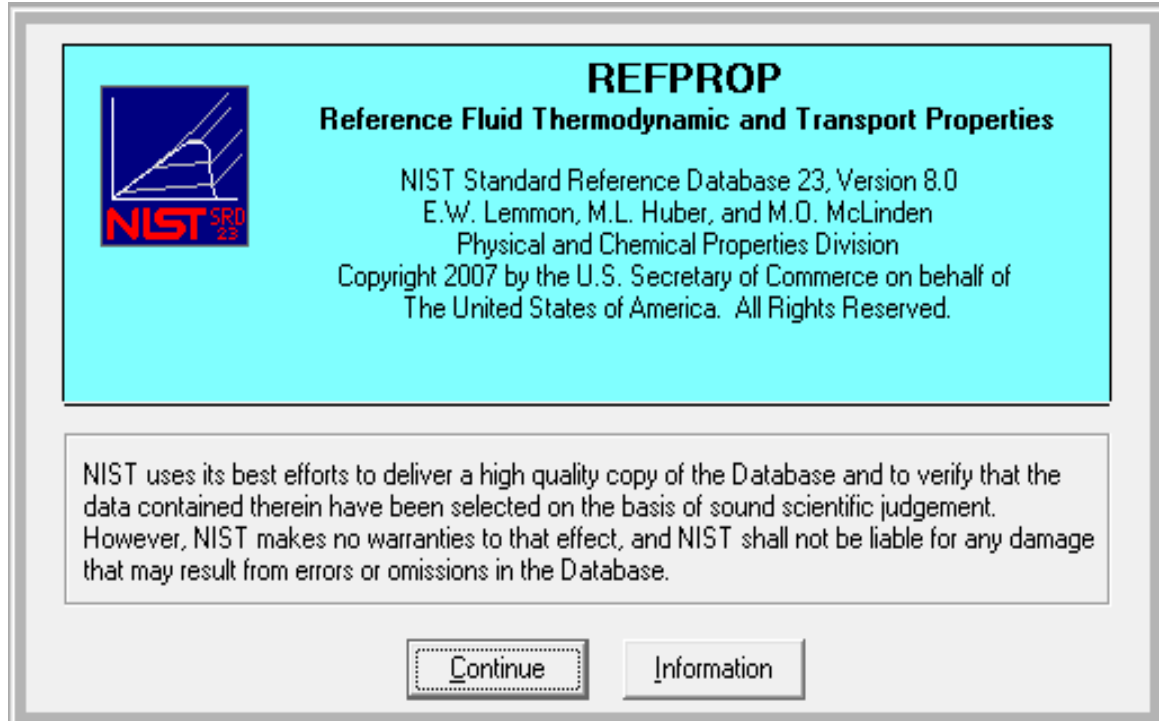 REFPROP
Reference Fluid Thermodynamic and Transport Properties
NIST SRD 23
NIST Standard Reference Database 23, Version 8.0
E.W. Lemmon, M.L. Huber, and M.O. McLinden
Physical and Chemical Properties Division
Copyright 2007 by the U.S. Secretary of Commerce on behalf of
The United States of America.  All Rights Reserved.
NIST uses its best efforts to deliver a high quality copy of the Database and to verify that the
data contained therein have been selected on the basis of sound scientific judgement.
However, NIST makes no warranties to that effect, and NIST shall not be liable for any damage
that may result from errors or omissions in the Database.
Continue
Information